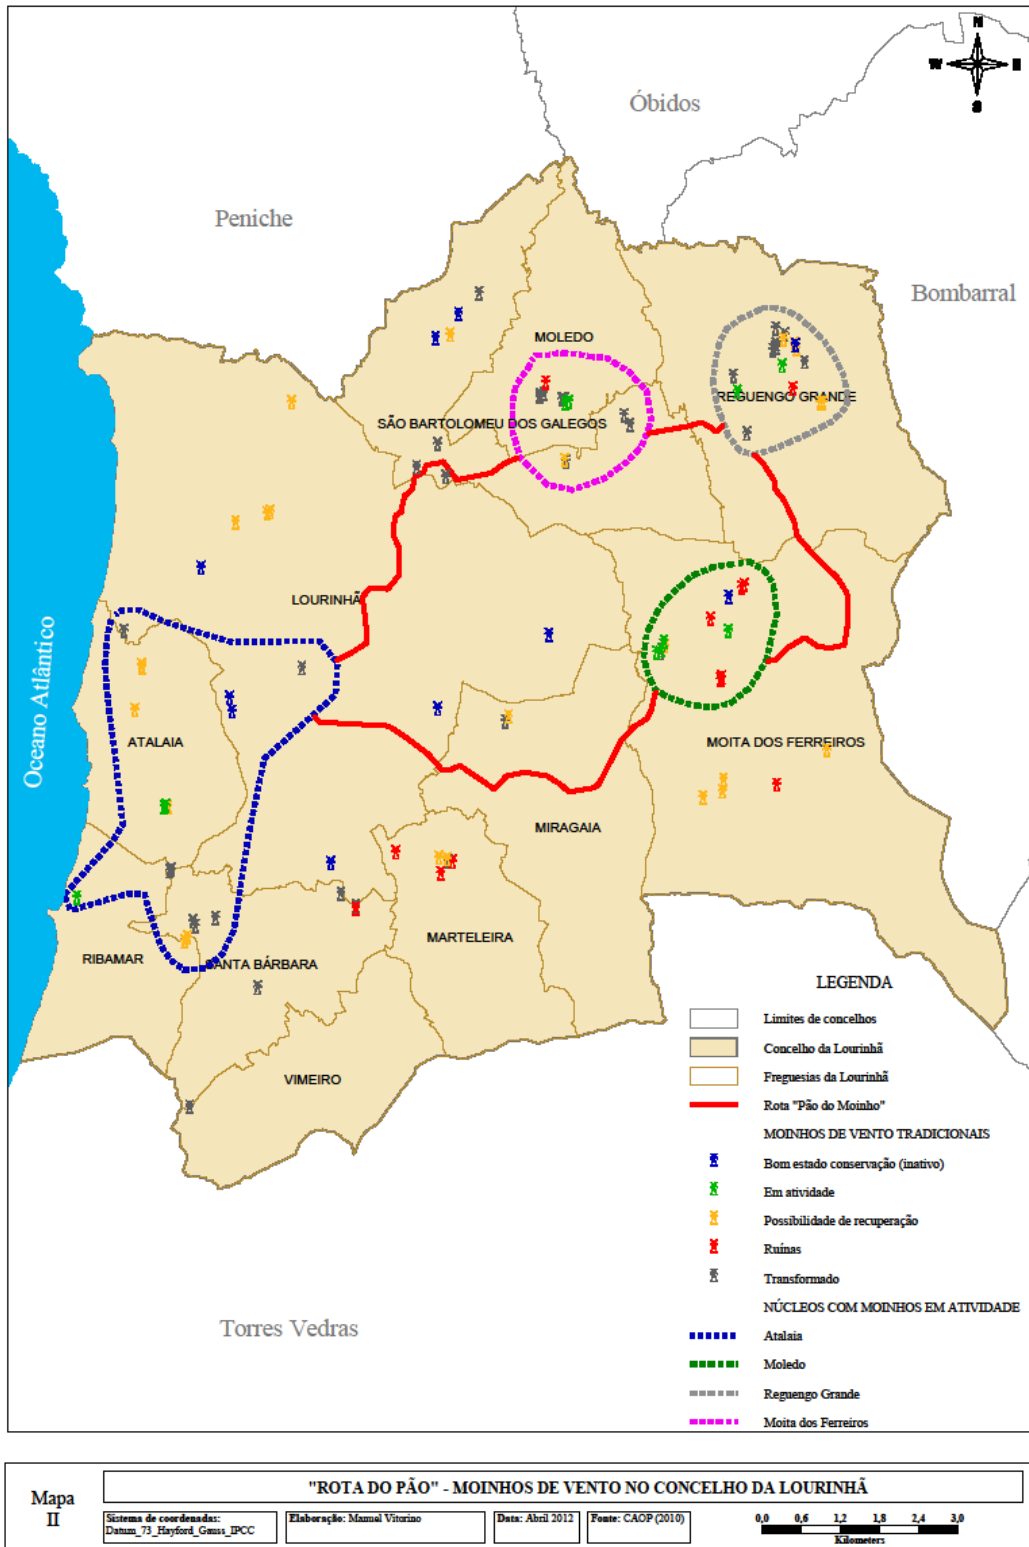 N
W
E
S
Óbidos
Peniche
Bombarral
MOLEDO
REGUENGO GRANDE
SÃO BARTOLOMEU DOS GALEGOS
LOURINHÃ
Oceano Atlântico
ATALAIA
MOITA DOS FERREIROS
MIRAGAIA
MARTELEIRA
RIBAMAR
SANTA BÁRBARA
VIMEIRO
Torres Vedras
LEGENDA
Limites de concelhos
Concelho da Lourinhã
Freguesias da Lourinhã
Rota "Pão do Moinho"
MOINHOS DE VENTO TRADICIONAIS
Bom estado conservação (inativo)
Em atividade
Possibilidade de recuperação
Ruínas
Transformado
NÚCLEOS COM MOINHOS EM ATIVIDADE
Atalaia
Moledo
Reguengo Grande
Moita dos Ferreiros
Mapa
II
"ROTA DO PÃO" - MOINHOS DE VENTO NO CONCELHO DA LOURINHÃ
Sistema de coordenadas:
Datum_73_Hayford_Gauss_IPCC
Elaboração: Manuel Vitorino
Data: Abril 2012
Fonte: CAOP (2010)
0,0 0,6 1,2 1,8 2,4 3,0
Kilometers